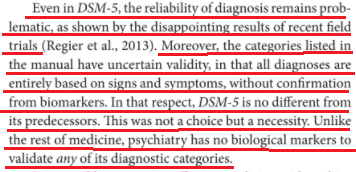 Even in DSM-5, the reliability of diagnosis remains prob-
lematic, as shown by the disappointing results of recent field
trials (Regier et al., 2013). Moreover, the categories listed in
the manual have uncertain validity, in that all diagnoses are
entirely based on signs and symptoms, without confirmation
from biomarkers. In that respect, DSM-5 is no different from
its predecessors. This was not a choice but a necessity. Unlike
the rest of medicine, psychiatry has no biological markers to
validate any of its diagnostic categories.